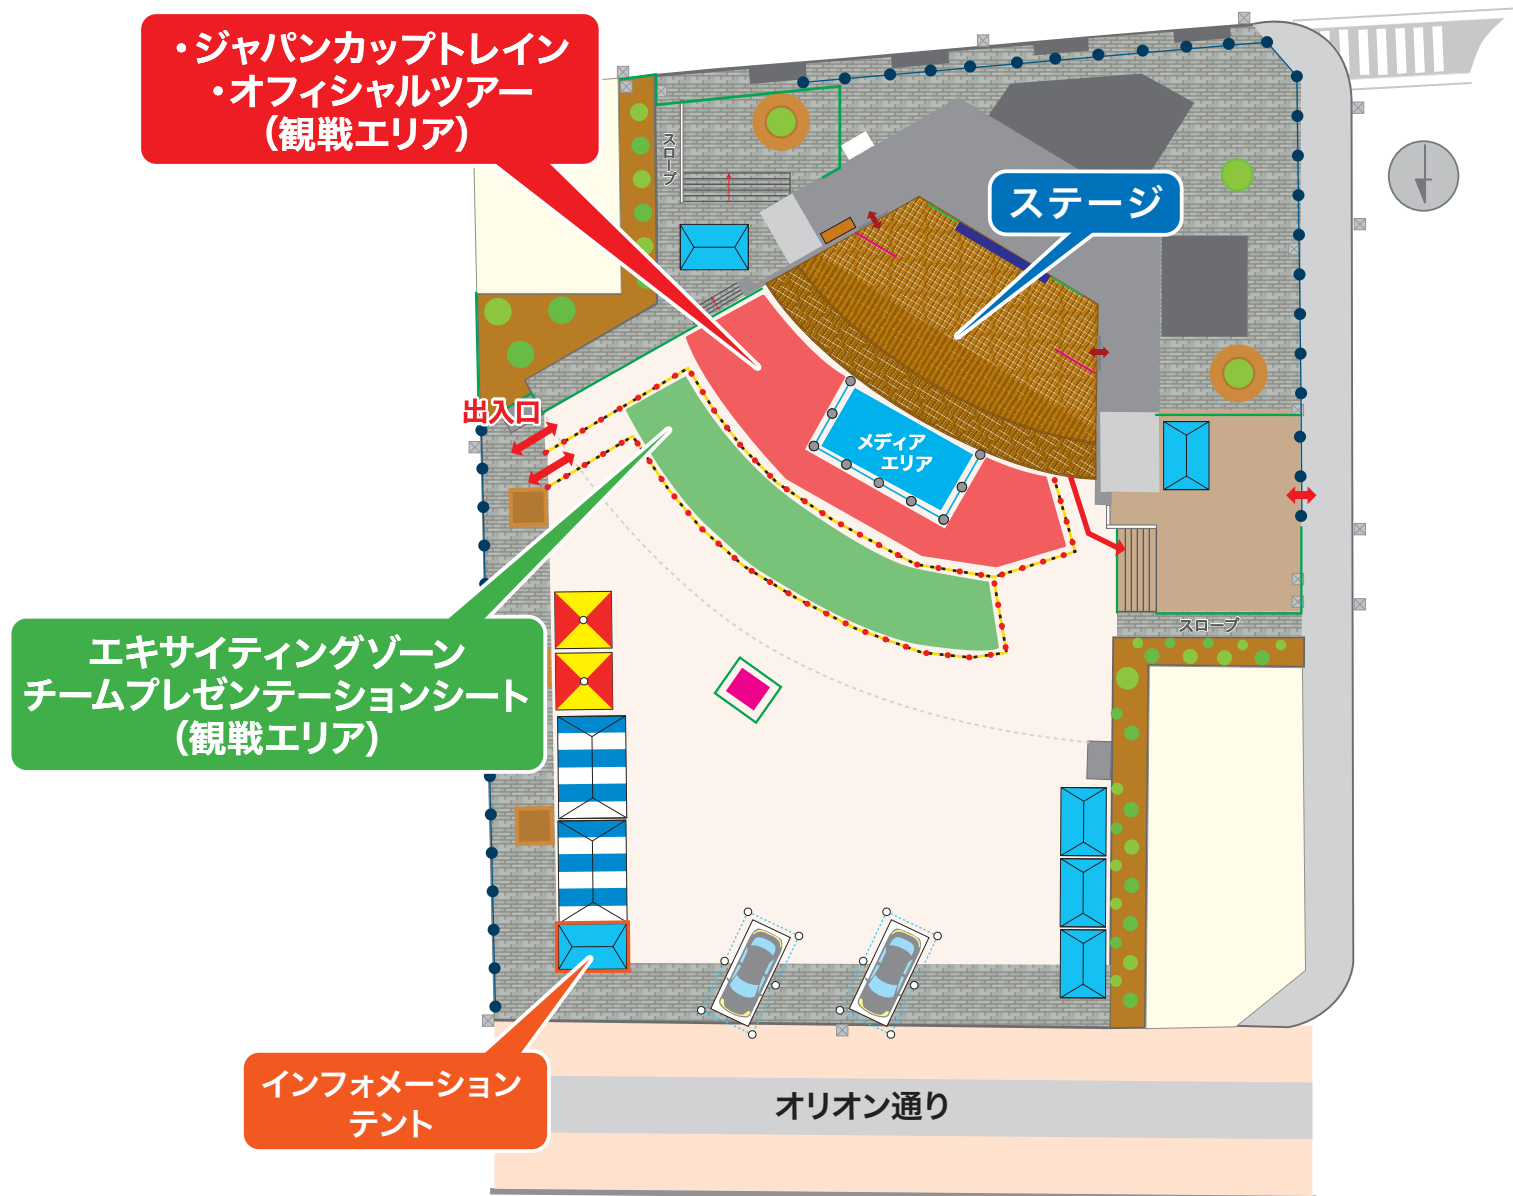 ・ジャパンカップトレイン
・オフィシャルツアー
（観戦エリア）
スロープ
ステージ
出入口
メディア
エリア
エキサイティングゾーン
チームプレゼンテーションシート
（観戦エリア）
スロープ
インフォメーション
テント
オリオン通り